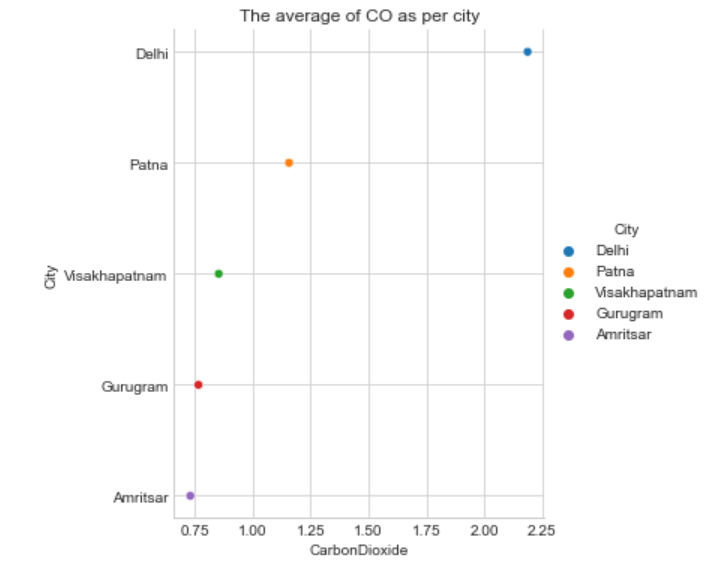 The average of CO as per city
Delhi
Patna
Visakhapatnam
Gurugram
Amritsar
City
0.75 1.00 1.25 1.50 1.75 2.00 2.25
CarbonDioxide
City
Delhi
Patna
Visakhapatnam
Gurugram
Amritsar